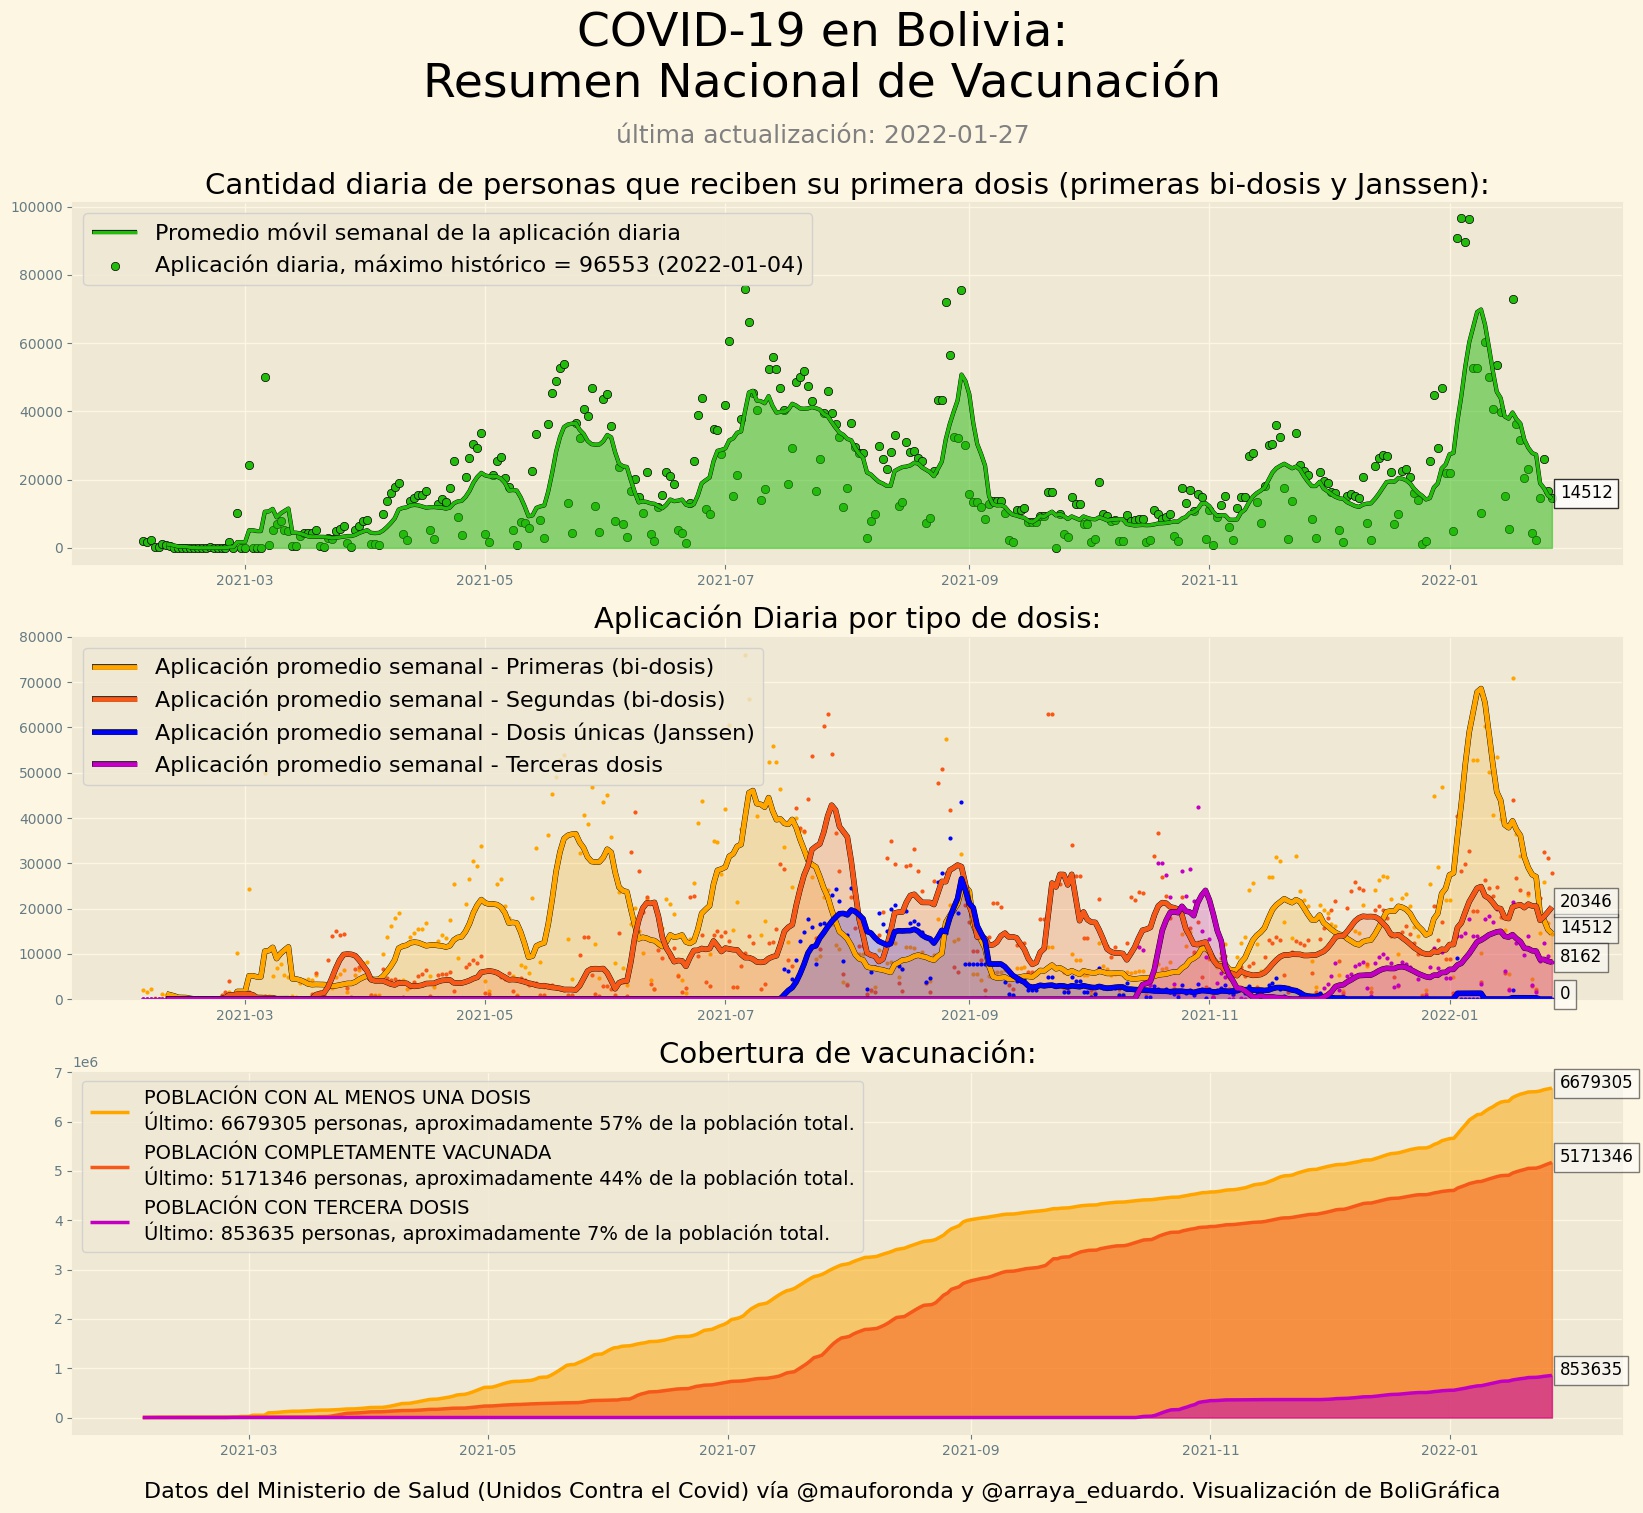 COVID-19 en Bolivia:
Resumen Nacional de Vacunación
última actualización: 2022-01-27
Cantidad diaria de personas que reciben su primera dosis (primeras bi-dosis y Janssen):
Promedio móvil semanal de la aplicación diaria
Aplicación diaria, máximo histórico = 96553 (2022-01-04)
100000
80000
60000
40000
20000
0
14512
2021-03 2021-05 2021-07 2021-09 2021-11 2022-01
Aplicación Diaria por tipo de dosis:
Aplicación promedio semanal - Primeras (bi-dosis)
Aplicación promedio semanal - Segundas (bi-dosis)
Aplicación promedio semanal - Dosis únicas (Janssen)
Aplicación promedio semanal - Terceras dosis
80000
70000
60000
50000
40000
30000
20000
10000
0
20346
14512
8162
0
2021-03 2021-05 2021-07 2021-09 2021-11 2022-01
Cobertura de vacunación:
1e6
POBLACIÓN CON AL MENOS UNA DOSIS
Último: 6679305 personas, aproximadamente 57% de la población total.
POBLACIÓN COMPLETAMENTE VACUNADA
Último: 5171346 personas, aproximadamente 44% de la población total.
POBLACIÓN CON TERCERA DOSIS
Último: 853635 personas, aproximadamente 7% de la población total.
7
6
5
4
3
2
1
0
6679305
5171346
853635
2021-03 2021-05 2021-07 2021-09 2021-11 2022-01
Datos del Ministerio de Salud (Unidos Contra el Covid) vía @mauforonda y @arraya_eduardo. Visualización de BoliGráfica